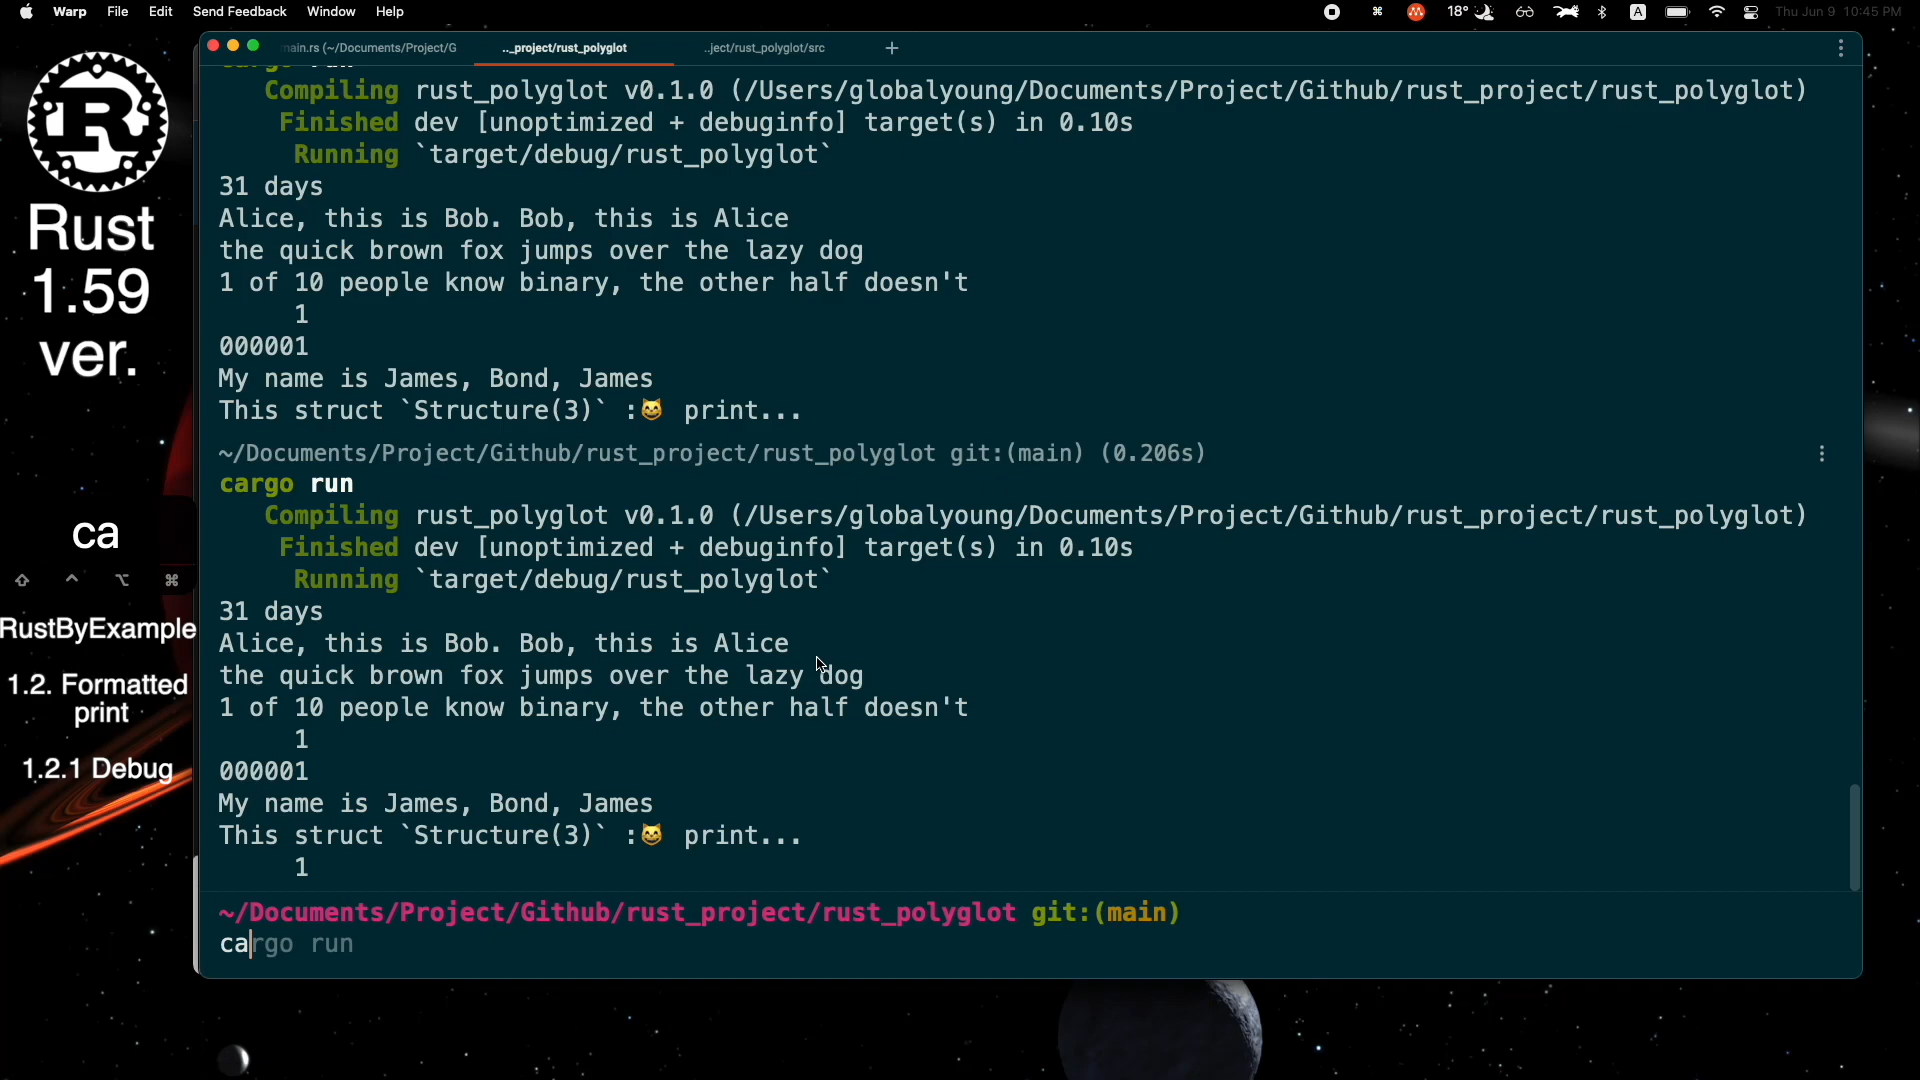 Warp File Edit Send Feedback Window Help
18° A Thu Jun 9 10:45 PM
main.rs (~/Documents/Project/G
.._project/rust_polyglot
..ject/rust_polyglot/src
R
Rust
1.59
ver.
ca
RustByExample
1.2. Formatted
print
1.2.1 Debug
cargo run
Compiling rust_polyglot v0.1.0 (/Users/globalyoung/Documents/Project/Github/rust_project/rust_polyglot)
Finished dev [unoptimized + debuginfo] target(s) in 0.10s
Running `target/debug/rust_polyglot`
31 days
Alice, this is Bob. Bob, this is Alice
the quick brown fox jumps over the lazy dog
1 of 10 people know binary, the other half doesn't
1
000001
My name is James, Bond, James
This struct `Structure(3)` :😺 print...
~/Documents/Project/Github/rust_project/rust_polyglot git:(main) (0.206s)
cargo run
Compiling rust_polyglot v0.1.0 (/Users/globalyoung/Documents/Project/Github/rust_project/rust_polyglot)
Finished dev [unoptimized + debuginfo] target(s) in 0.10s
Running `target/debug/rust_polyglot`
31 days
Alice, this is Bob. Bob, this is Alice
the quick brown fox jumps over the lazy dog
1 of 10 people know binary, the other half doesn't
1
000001
My name is James, Bond, James
This struct `Structure(3)` :😺 print...
1
~/Documents/Project/Github/rust_project/rust_polyglot git:(main)
cargo run